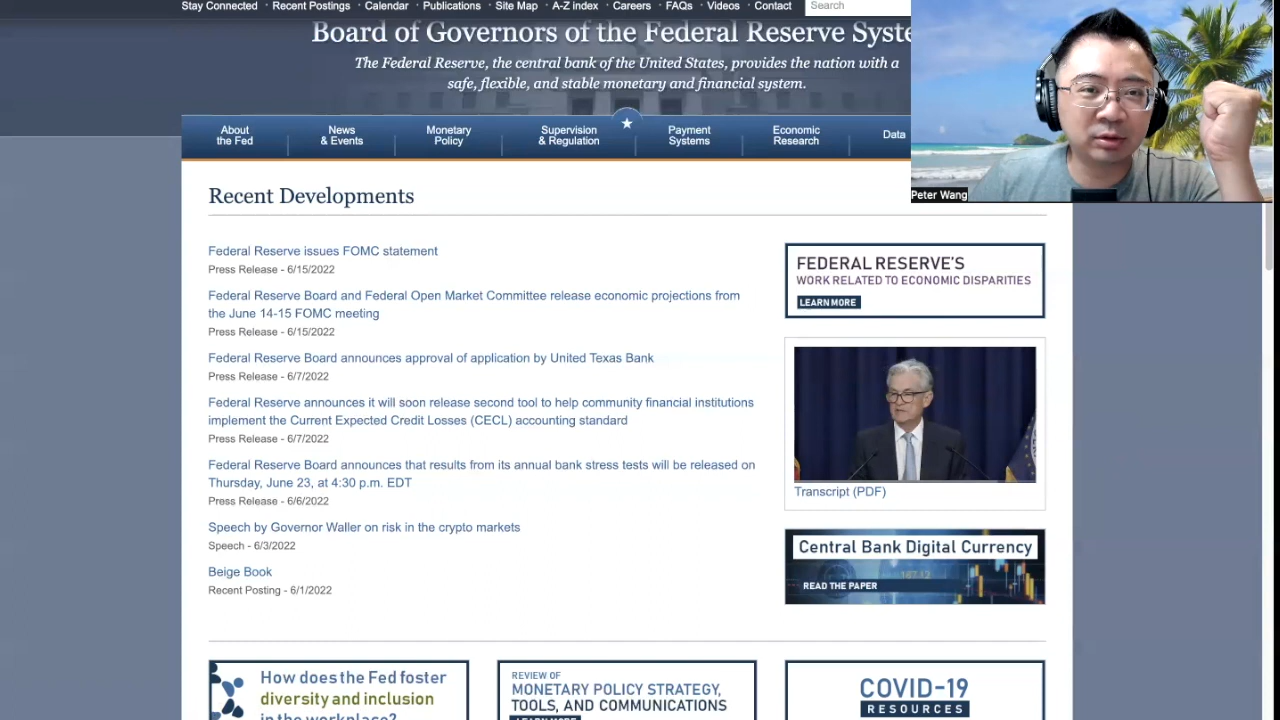 Stay Connected
Recent Postings
Calendar
Publications
Site Map
A-Z index
Careers
FAQs
Videos
Contact
Search
Board of Governors of the Federal Reserve Syste
The Federal Reserve, the central bank of the United States, provides the nation with a
safe, flexible, and stable monetary and financial system.
About
the Fed
News
& Events
Monetary
Policy
Supervision
& Regulation
Payment
Systems
Economic
Research
Data
Peter Wang
Recent Developments
Federal Reserve issues FOMC statement
Press Release - 6/15/2022
Federal Reserve Board and Federal Open Market Committee release economic projections from
the June 14-15 FOMC meeting
Press Release - 6/15/2022
Federal Reserve Board announces approval of application by United Texas Bank
Press Release - 6/7/2022
Federal Reserve announces it will soon release second tool to help community financial institutions
implement the Current Expected Credit Losses (CECL) accounting standard
Press Release - 6/7/2022
Federal Reserve Board announces that results from its annual bank stress tests will be released on
Thursday, June 23, at 4:30 p.m. EDT
Press Release - 6/6/2022
Speech by Governor Waller on risk in the crypto markets
Speech - 6/3/2022
Beige Book
Recent Posting - 6/1/2022
FEDERAL RESERVE'S
WORK RELATED TO ECONOMIC DISPARITIES
LEARN MORE
Transcript (PDF)
Central Bank Digital Currency
READ THE PAPER
How does the Fed foster
diversity and inclusion
in the workplace?
REVIEW OF
MONETARY POLICY STRATEGY,
TOOLS, AND COMMUNICATIONS
LEARN MORE
COVID-19
RESOURCES